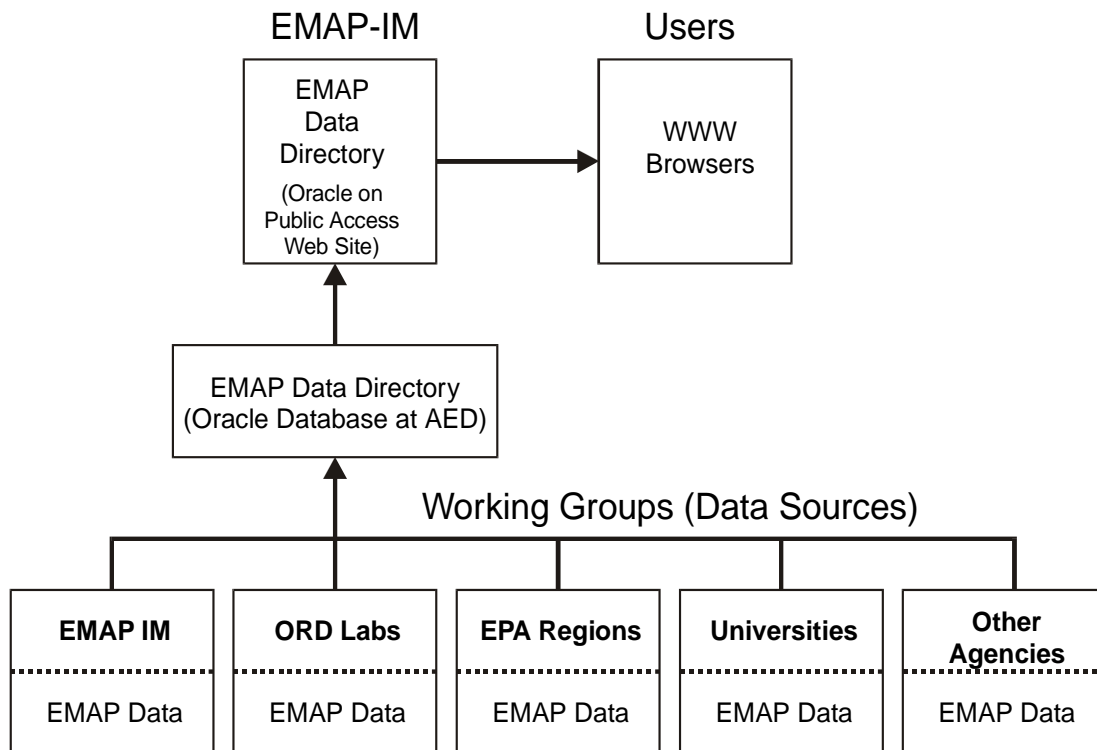 EMAP-IM
Users
EMAP
Data
Directory
(Oracle on
Public Access
Web Site)
WWW
Browsers
EMAP Data Directory
(Oracle Database at AED)
Working Groups (Data Sources)
EMAP IM
EMAP Data
ORD Labs
EMAP Data
EPA Regions
EMAP Data
Universities
EMAP Data
Other
Agencies
EMAP Data